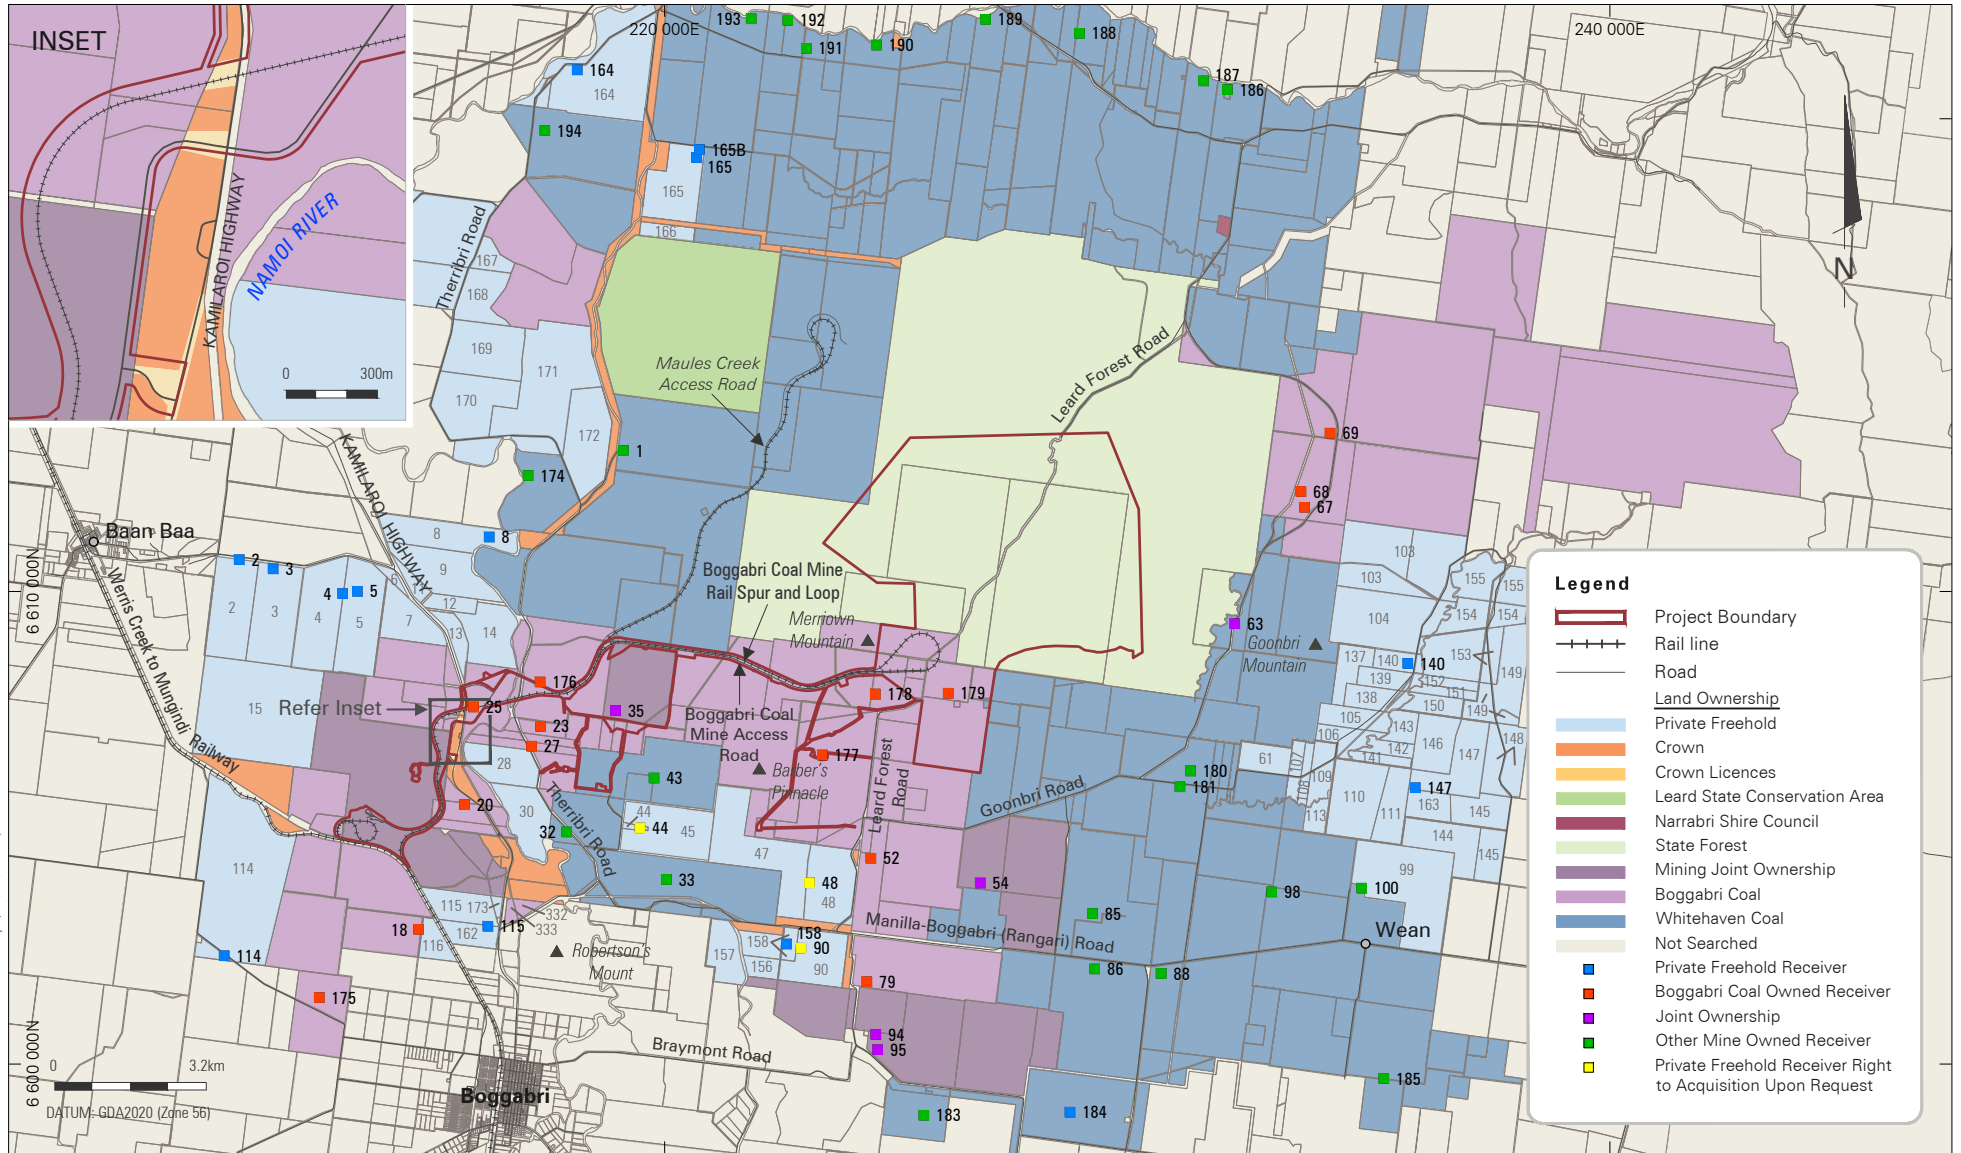 INSET
KAMILAROI HIGHWAY
NAMOI RIVER
0 300m
220 000E
240 000E
193
192
191
190
189
188
187
186
164
164
194
165B
165
165
166
Therribri Road
167
168
169
170
171
172
1
174
Maules Creek
Access Road
Leard Forest Road
69
68
67
N
KAMILAROI HIGHWAY
Baan Baa
Werris Creek to Mungindi Railway
6 610 000N
2
3
4
5
8
8
9
6
12
2
3
4
5
7
13
14
Boggabri Coal Mine
Rail Spur and Loop
Merriown
Mountain
63
Goonbri
Mountain
103
103
104
155
155
154
154
153
149
137
140
140
139
138
152
151
150
149
105
106
143
142
141
146
147
148
61
107
108
109
110
111
113
147
163
145
144
145
99
15
Refer Inset
176
25
23
27
35
28
178
179
Boggabri Coal
Mine Access
Road
177
Barber's
Pinnacle
Leard Forest
Road
Goonbri Road
180
181
43
20
30
32
Therribri Road
44
44
45
47
33
48
48
52
54
85
98
100
114
115
173
332
333
18
116
162
115
114
175
Robertson's
Mount
157
158
158
156
90
90
Manilla-Boggabri (Rangari) Road
Wean
79
86
88
94
95
Braymont Road
Boggabri
183
184
185
6 600 000N
0 3.2km
DATUM: GDA2020 (Zone 56)
Legend
Project Boundary
Rail line
Road
Land Ownership
Private Freehold
Crown
Crown Licences
Leard State Conservation Area
Narrabri Shire Council
State Forest
Mining Joint Ownership
Boggabri Coal
Whitehaven Coal
Not Searched
Private Freehold Receiver
Boggabri Coal Owned Receiver
Joint Ownership
Other Mine Owned Receiver
Private Freehold Receiver Right
to Acquisition Upon Request